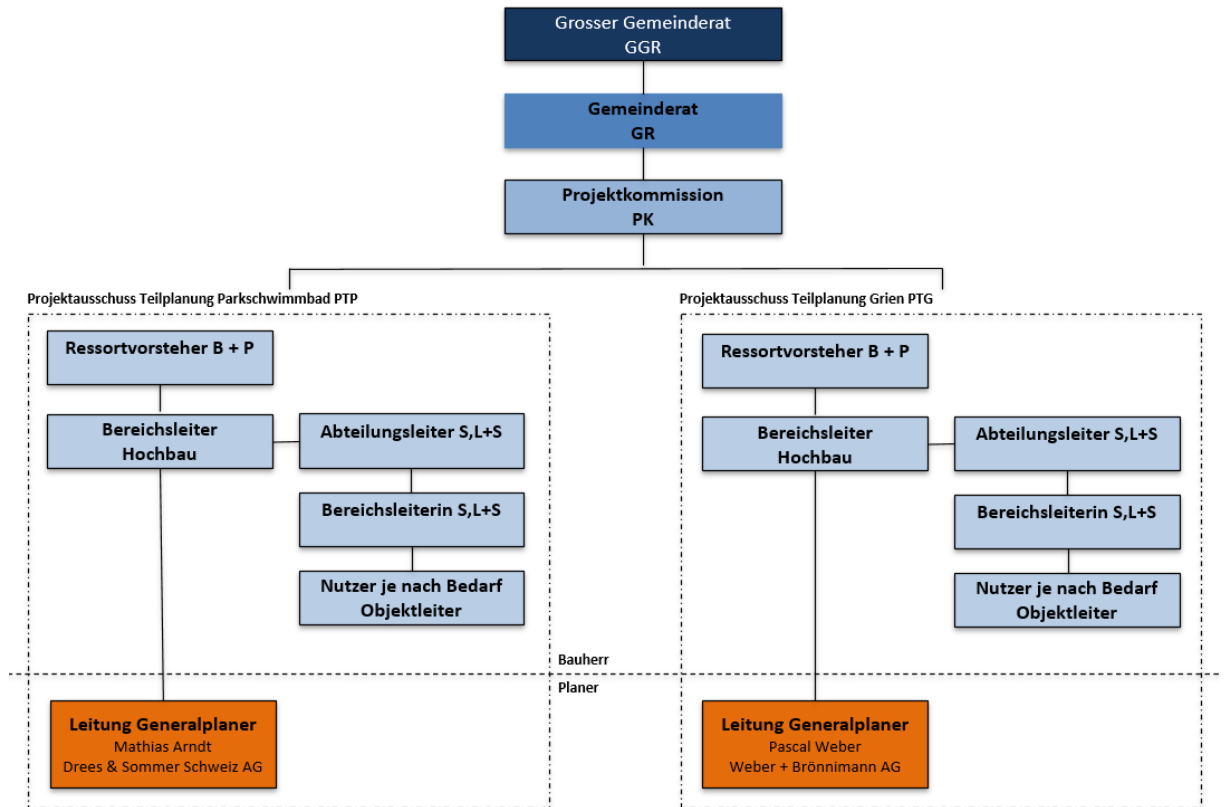 Grosser Gemeinderat
GGR
Gemeinderat
GR
Projektkommission
PK
Projektausschuss Teilplanung Parkschwimmbad PTP
Ressortvorsteher B + P
Bereichsleiter
Hochbau
Abteilungsleiter S,L+S
Bereichsleiterin S,L+S
Nutzer je nach Bedarf
Objektleiter
Projektausschuss Teilplanung Grien PTG
Ressortvorsteher B + P
Bereichsleiter
Hochbau
Abteilungsleiter S,L+S
Bereichsleiterin S,L+S
Nutzer je nach Bedarf
Objektleiter
Bauherr
Planer
Leitung Generalplaner
Mathias Arndt
Drees & Sommer Schweiz AG
Leitung Generalplaner
Pascal Weber
Weber + Brönnimann AG